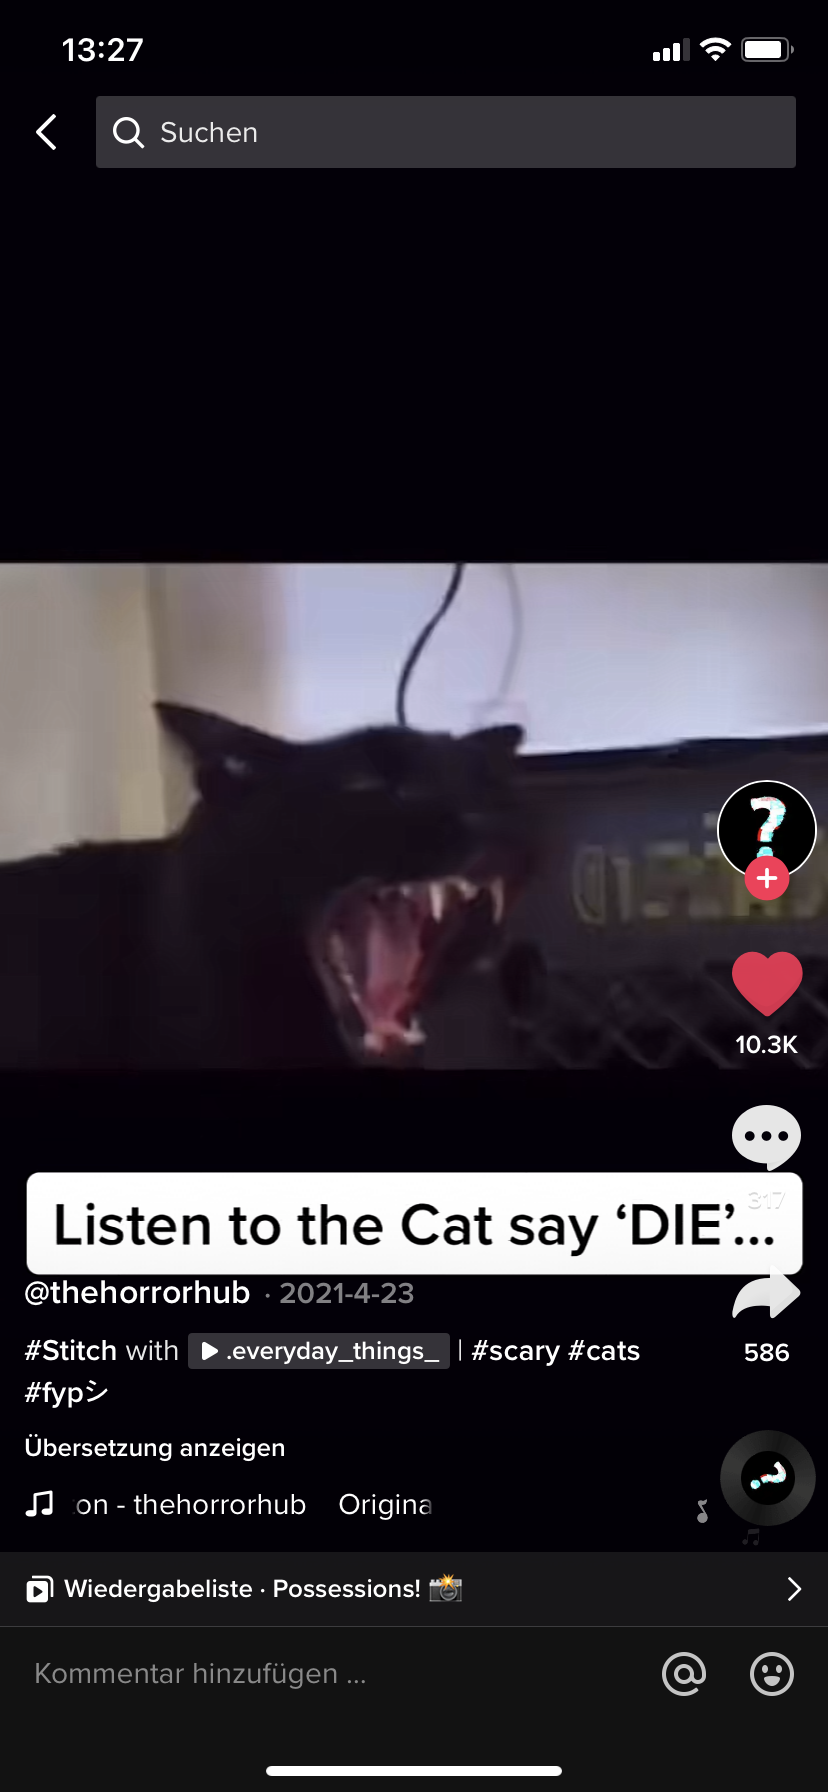 13:27
Suchen
10.3K
317
Listen to the Cat say ‘DIE’...
@thehorrorhub · 2021-4-23
#Stitch with .everyday_things_ | #scary #cats
#fypシ
586
Übersetzung anzeigen
on - thehorrorhub Origina
Wiedergabeliste · Possessions! 📸
Kommentar hinzufügen ...